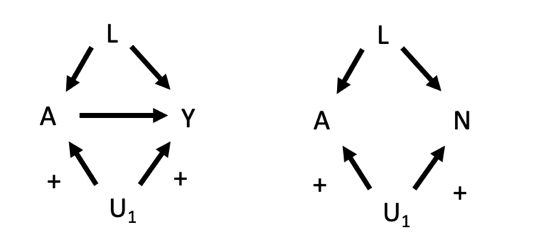 L L
A Y A N
+ + + +
U1 U1